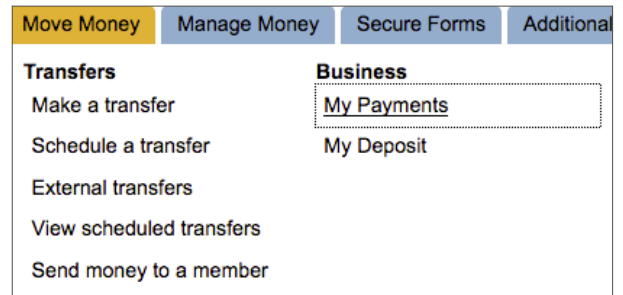 Move Money Manage Money Secure Forms Additional
Transfers
Make a transfer
Schedule a transfer
External transfers
View scheduled transfers
Send money to a member
Business
My Payments
My Deposit